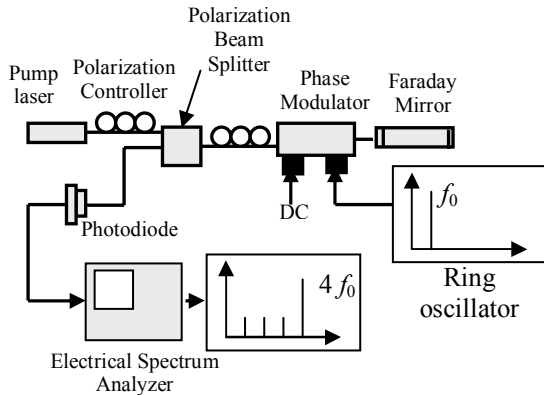 Polarization
Beam
Splitter
Pump
laser
Polarization
Controller
Phase
Modulator
Faraday
Mirror
DC
Photodiode
f0
Ring
oscillator
4 f0
Electrical Spectrum
Analyzer